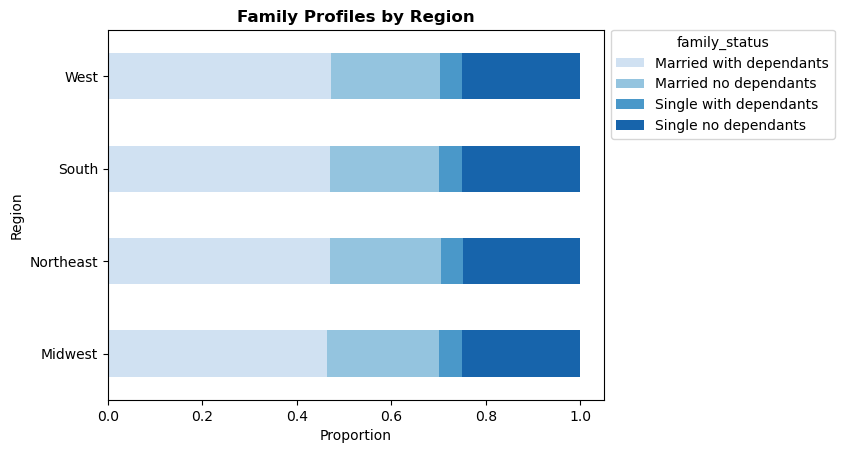 Family Profiles by Region
family_status
Married with dependants
Married no dependants
Single with dependants
Single no dependants
Region
West
South
Northeast
Midwest
0.0 0.2 0.4 0.6 0.8 1.0
Proportion